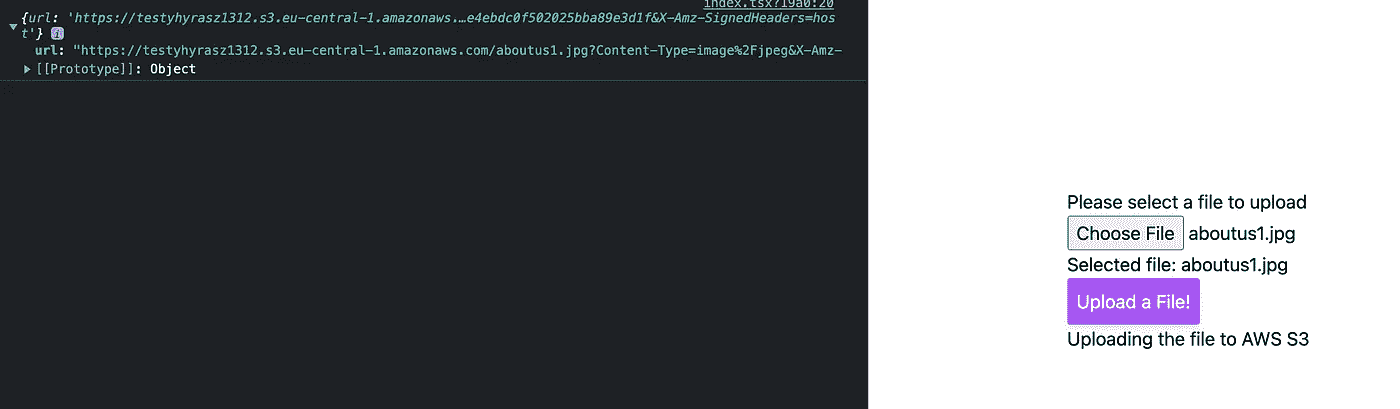 index.tsx?19a0:20
{url: 'https://testyhyrasz1312.s3.eu-central-1.amazonaws.…e4ebdc0f502025bba89e3d1f&X-Amz-SignedHeaders=hos
t'} i
url: "https://testyhyrasz1312.s3.eu-central-1.amazonaws.com/aboutus1.jpg?Content-Type=image%2Fjpeg&X-Amz-
[[Prototype]]: Object
Please select a file to upload
Choose File aboutus1.jpg
Selected file: aboutus1.jpg
Upload a File!
Uploading the file to AWS S3